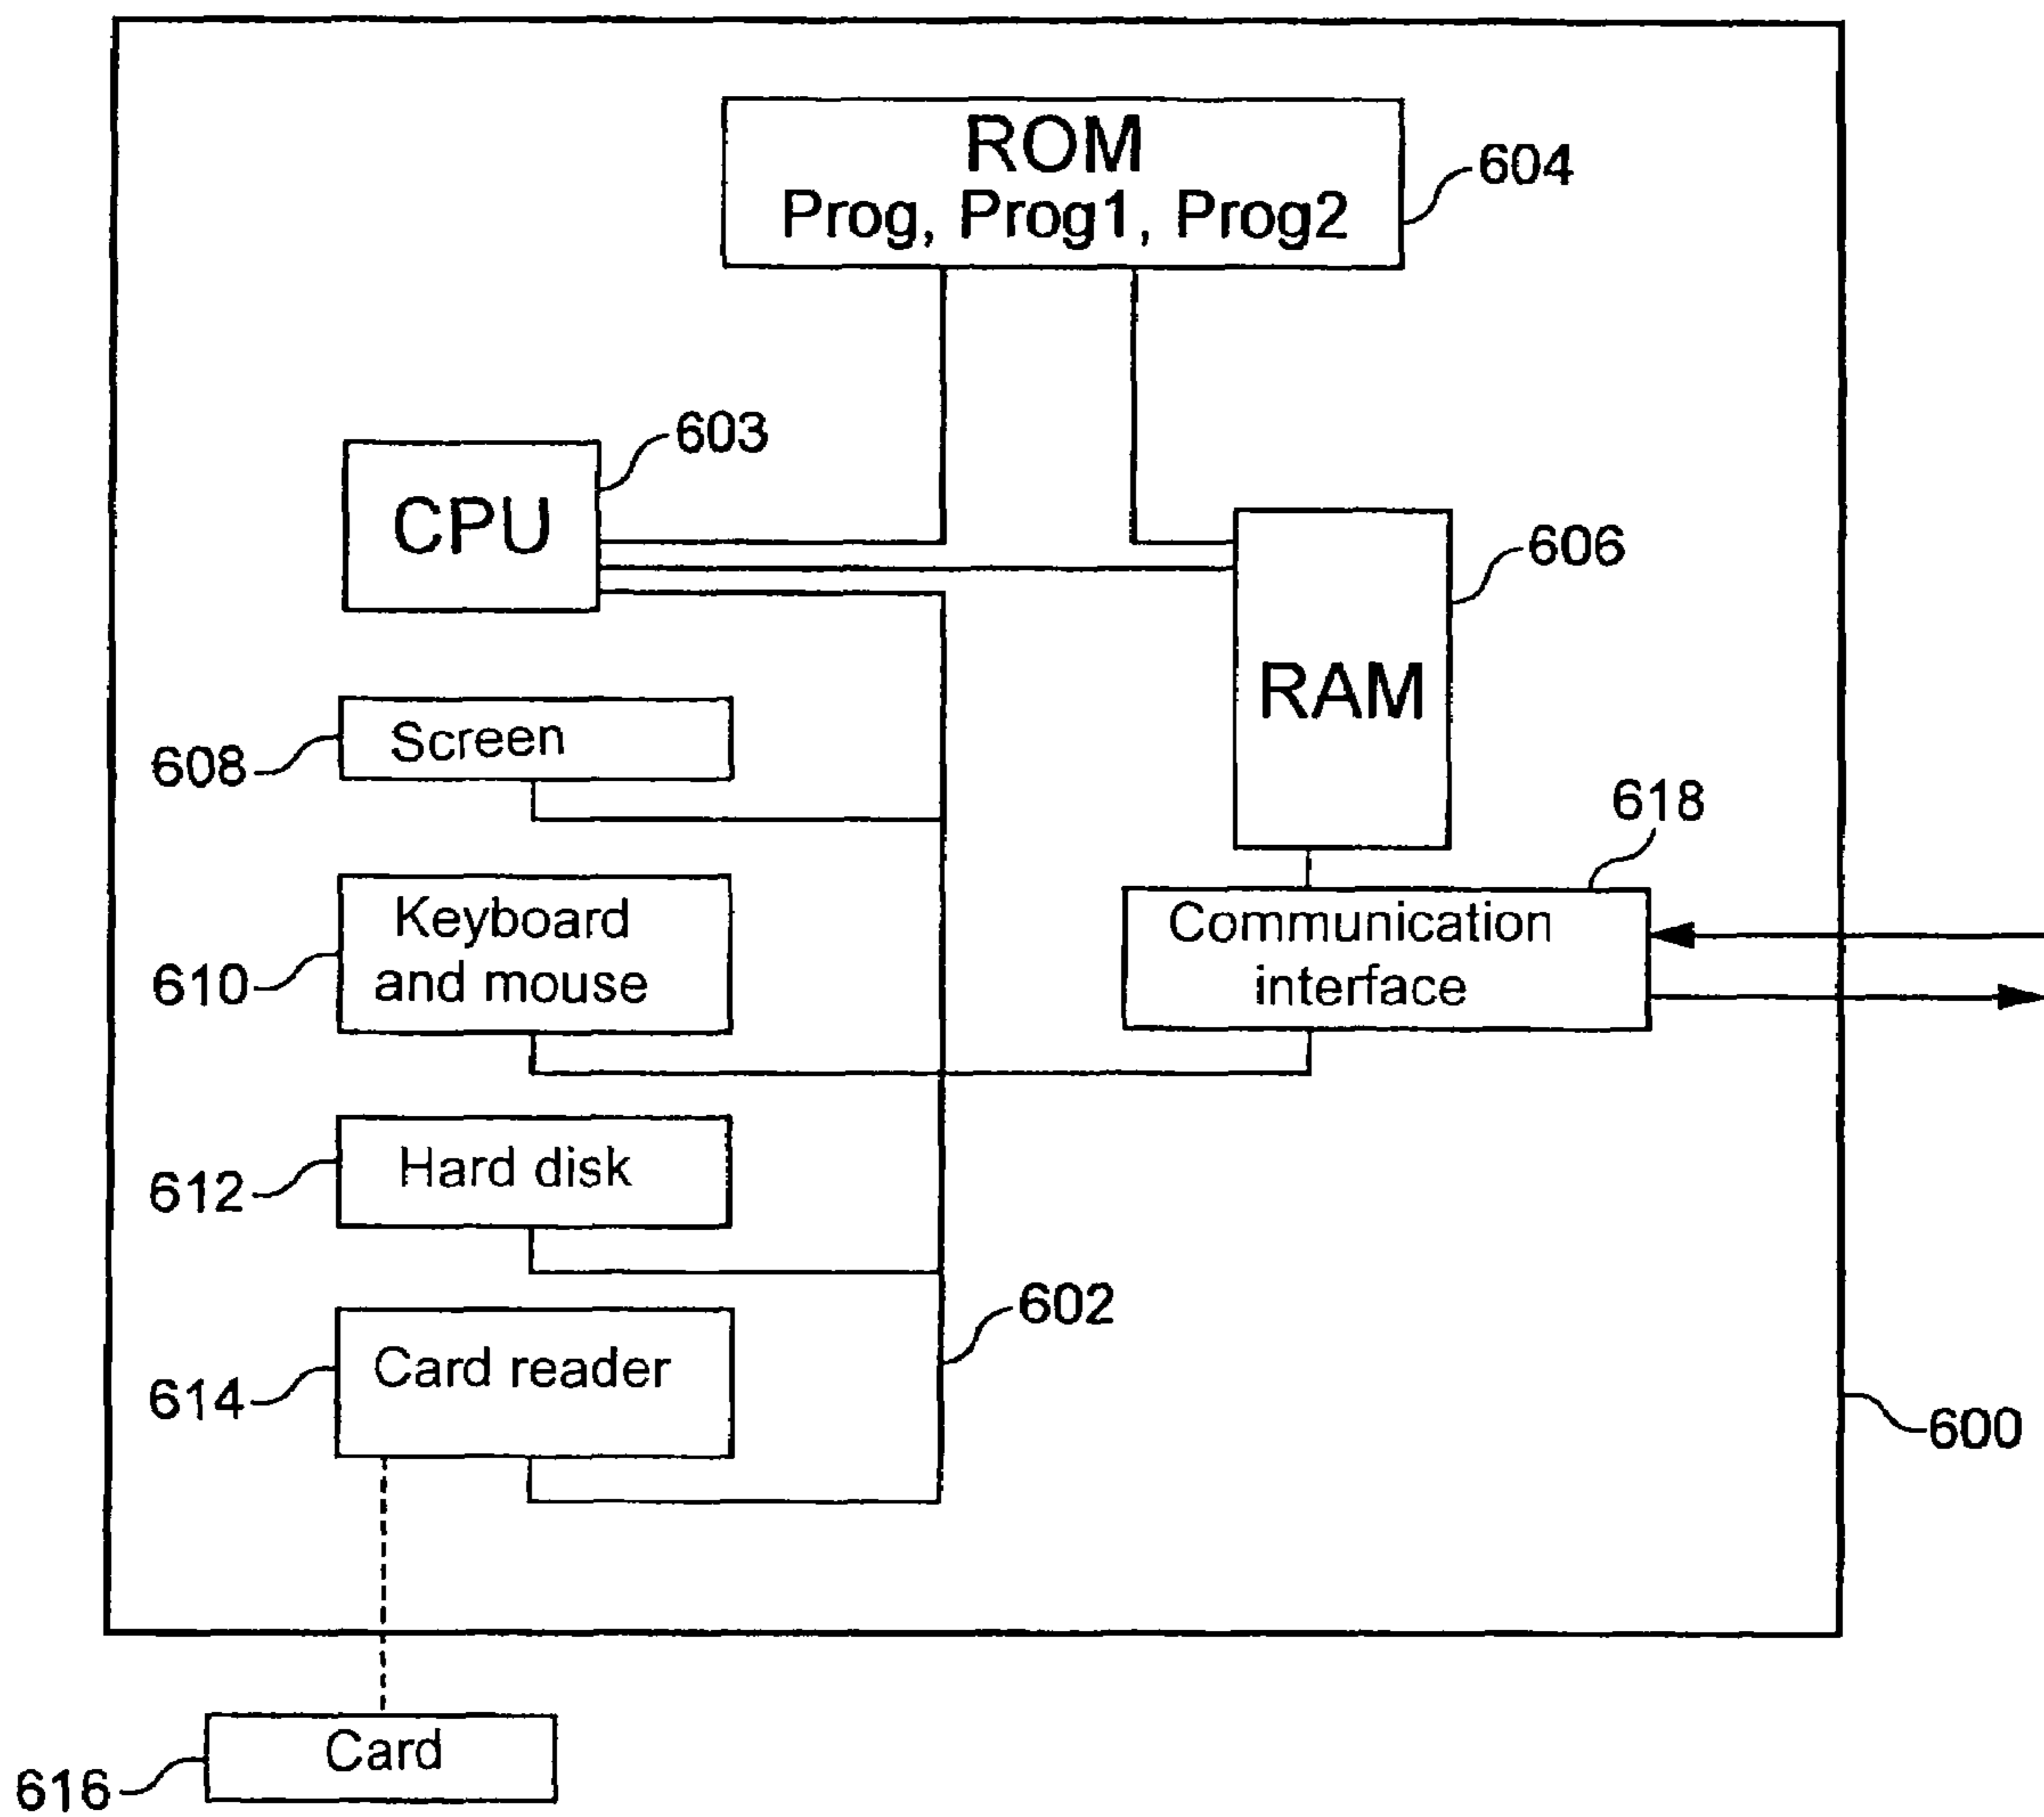 ROM
Prog, Prog1, Prog2
604
603
CPU
606
RAM
Screen
608
618
Keyboard
and mouse
610
Communication
interface
Hard disk
612
602
Card reader
614
600
Card
616